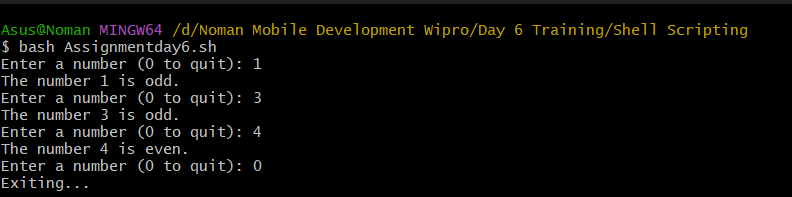 Asus@Noman MINGW64 /d/Noman Mobile Development Wipro/Day 6 Training/Shell Scripting
$ bash Assignmentday6.sh
Enter a number (0 to quit): 1
The number 1 is odd.
Enter a number (0 to quit): 3
The number 3 is odd.
Enter a number (0 to quit): 4
The number 4 is even.
Enter a number (0 to quit): 0
Exiting...